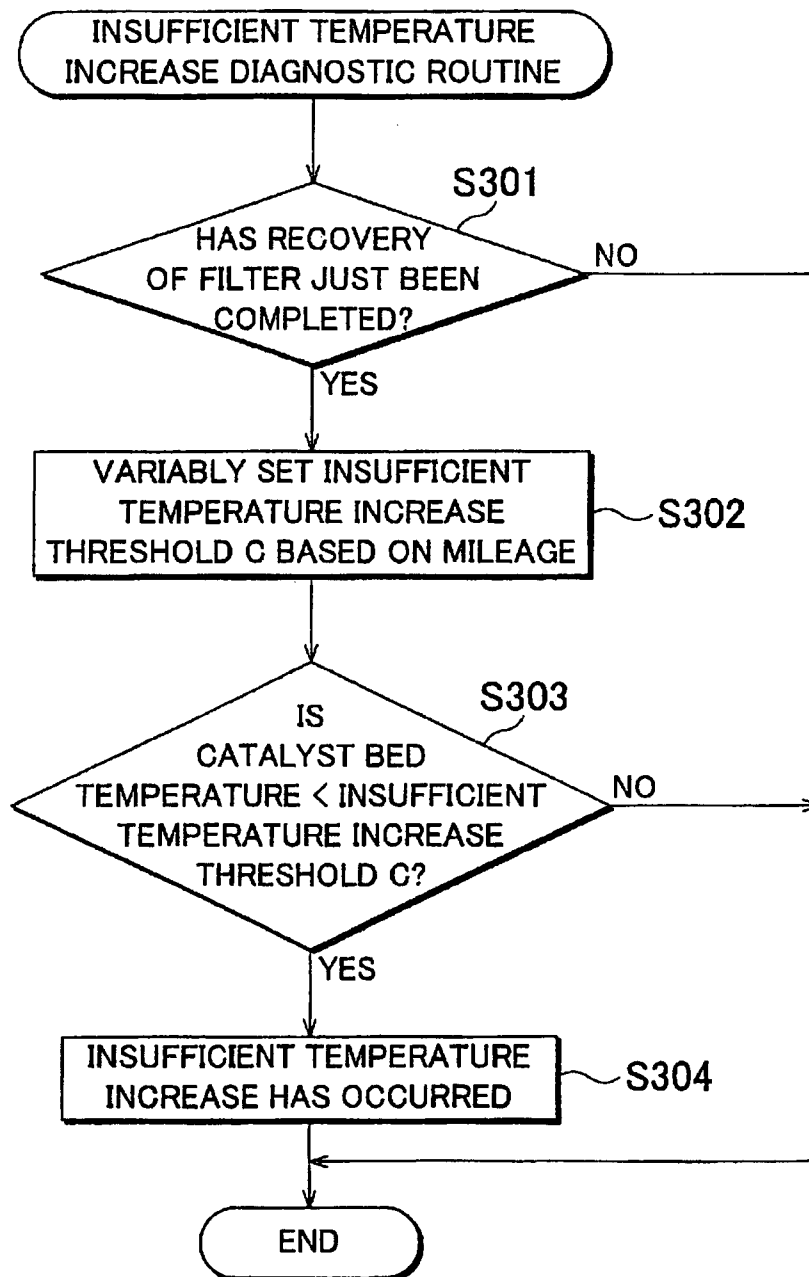 INSUFFICIENT TEMPERATURE
INCREASE DIAGNOSTIC ROUTINE
S301
HAS RECOVERY
OF FILTER JUST BEEN
COMPLETED?
NO
YES
VARIABLY SET INSUFFICIENT
TEMPERATURE INCREASE
THRESHOLD C BASED ON MILEAGE
S302
S303
IS
CATALYST BED
TEMPERATURE < INSUFFICIENT
TEMPERATURE INCREASE
THRESHOLD C?
NO
YES
INSUFFICIENT TEMPERATURE
INCREASE HAS OCCURRED
S304
END